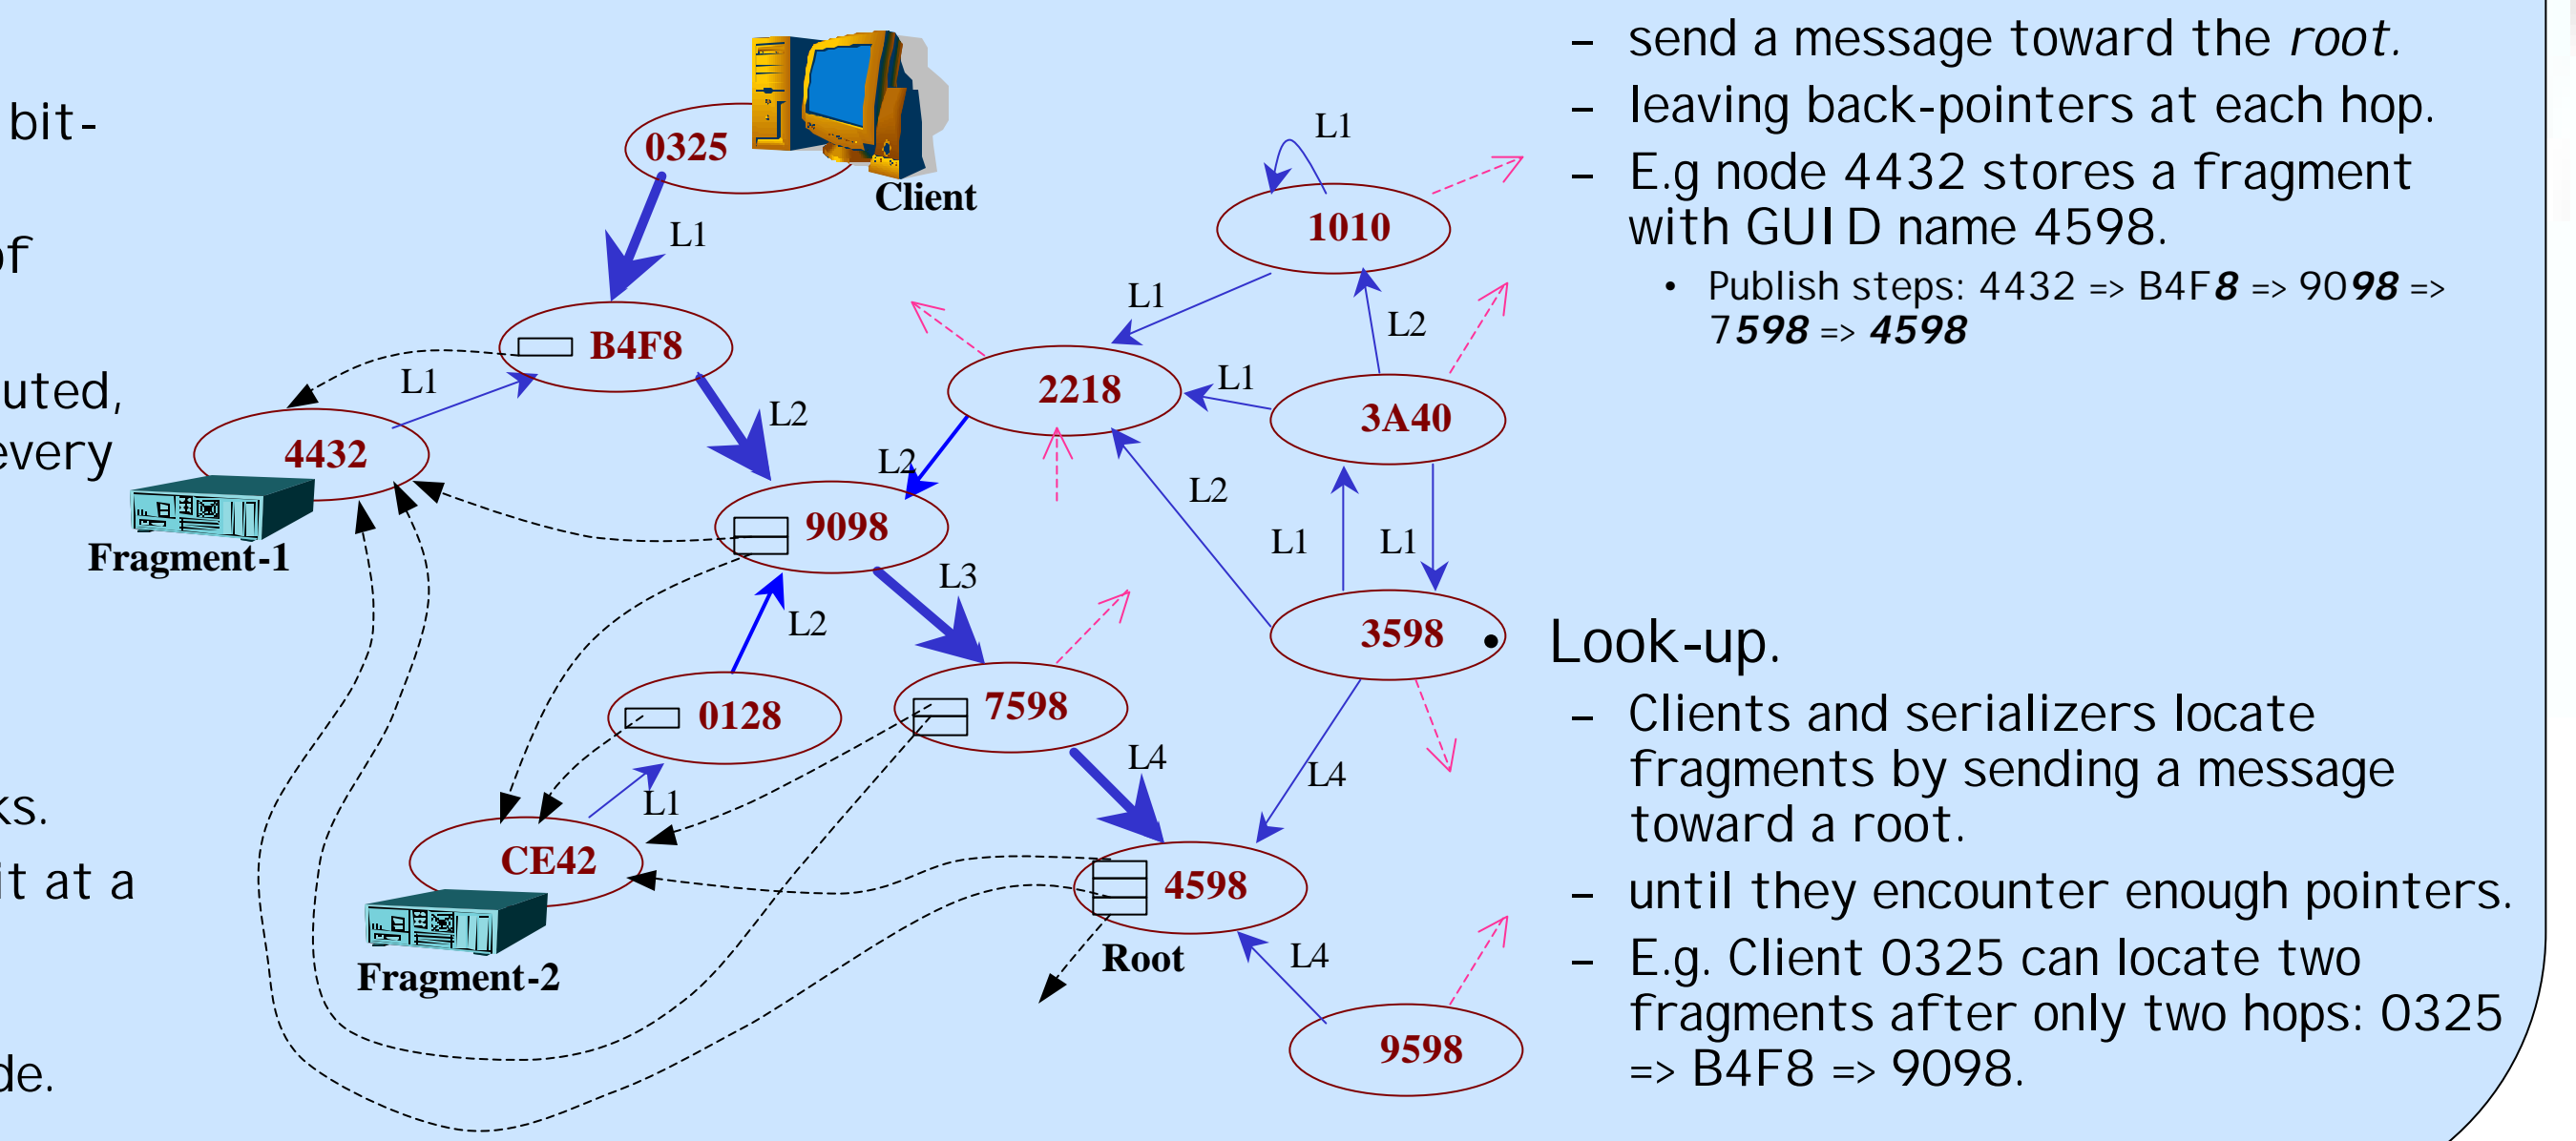 bit-
of
uted,
every
ks.
it at a
de.
0325
Client
L1
B4F8
L1
4432
Fragment-1
L2
9098
L2
L3
L2
0128
7598
L1
CE42
Fragment-2
L4
4598
Root
L4
9598
L4
L1
1010
L1
L2
2218
L1
3A40
L2
L1
L1
3598
– send a message toward the root.
– leaving back-pointers at each hop.
– E.g node 4432 stores a fragment
with GUID name 4598.
• Publish steps: 4432 => B4F8 => 9098 =>
7598 => 4598
• Look-up.
– Clients and serializers locate
fragments by sending a message
toward a root.
– until they encounter enough pointers.
– E.g. Client 0325 can locate two
fragments after only two hops: 0325
=> B4F8 => 9098.